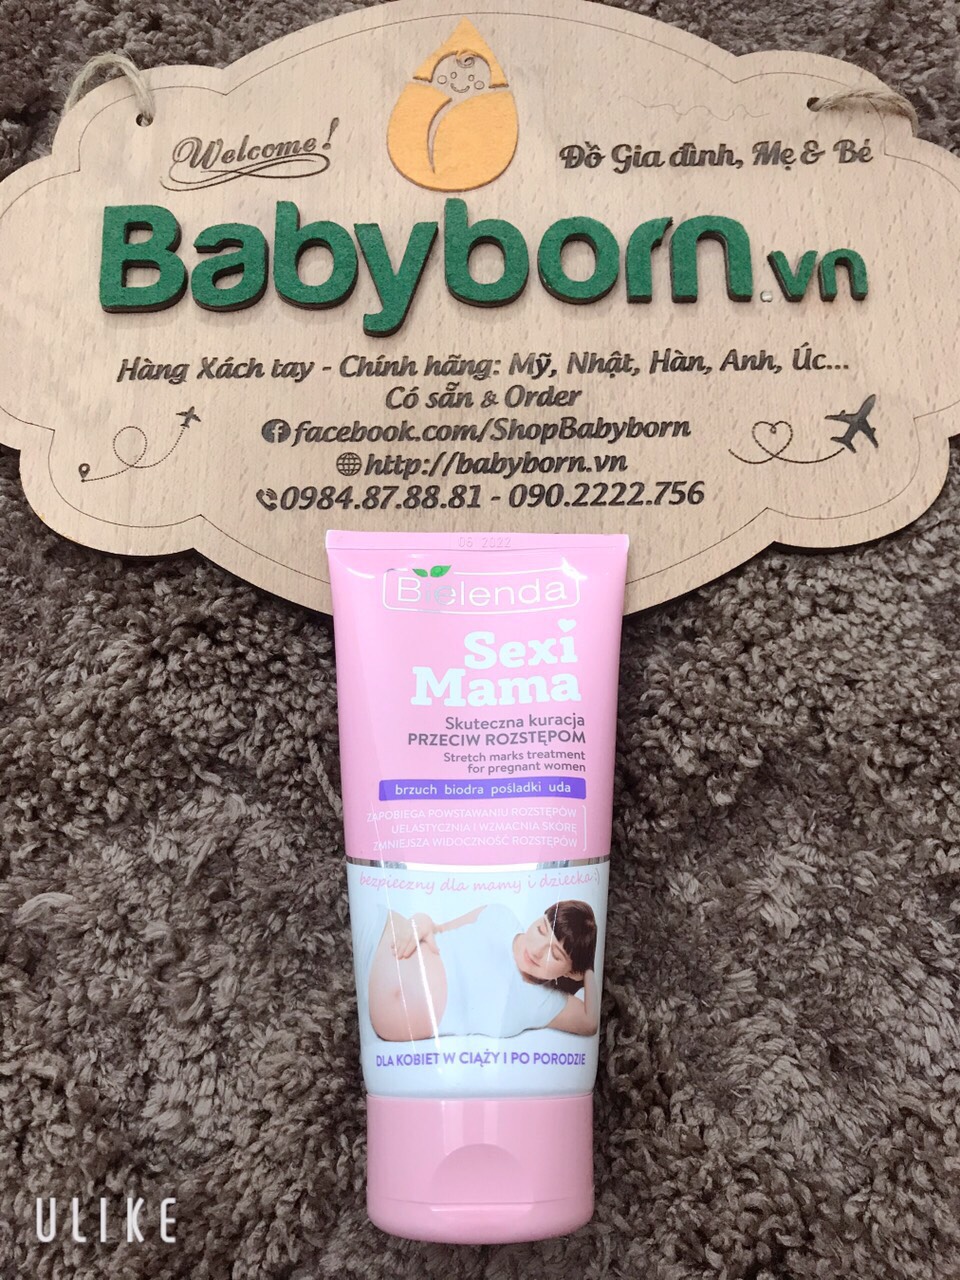 Welcome!
Đồ Gia đình, Mẹ & Bé
Babyborn.vn
Hàng Xách tay - Chính hãng: Mỹ, Nhật, Hàn, Anh, Úc...
Có sẵn & Order
facebook.com/ShopBabyborn
http://babyborn.vn
0984.87.88.81 - 090.2222.756
06 2022
Bielenda
Sexi
Mama
Skuteczna kuracja
PRZECIW ROZSTĘPOM
Stretch marks treatment
for pregnant women
brzuch biodra pośladki uda
ZAPOBIEGA POWSTAWANIU ROZSTĘPÓW
UELASTYCZNIA I WZMACNIA SKÓRĘ
ZMNIEJSZA WIDOCZNOŚĆ ROZSTĘPÓW
bezpieczny dla mamy i dziecka :)
DLA KOBIET W CIĄŻY I PO PORODZIE
ULIKE